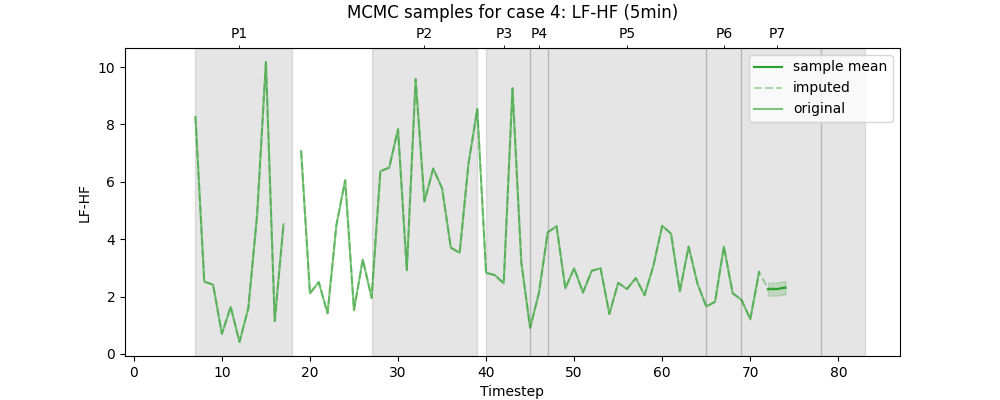 MCMC samples for case 4: LF-HF (5min)
P1 P2 P3 P4 P5 P6 P7
sample mean
imputed
original
10
8
6
4
2
0
LF-HF
0 10 20 30 40 50 60 70 80
Timestep